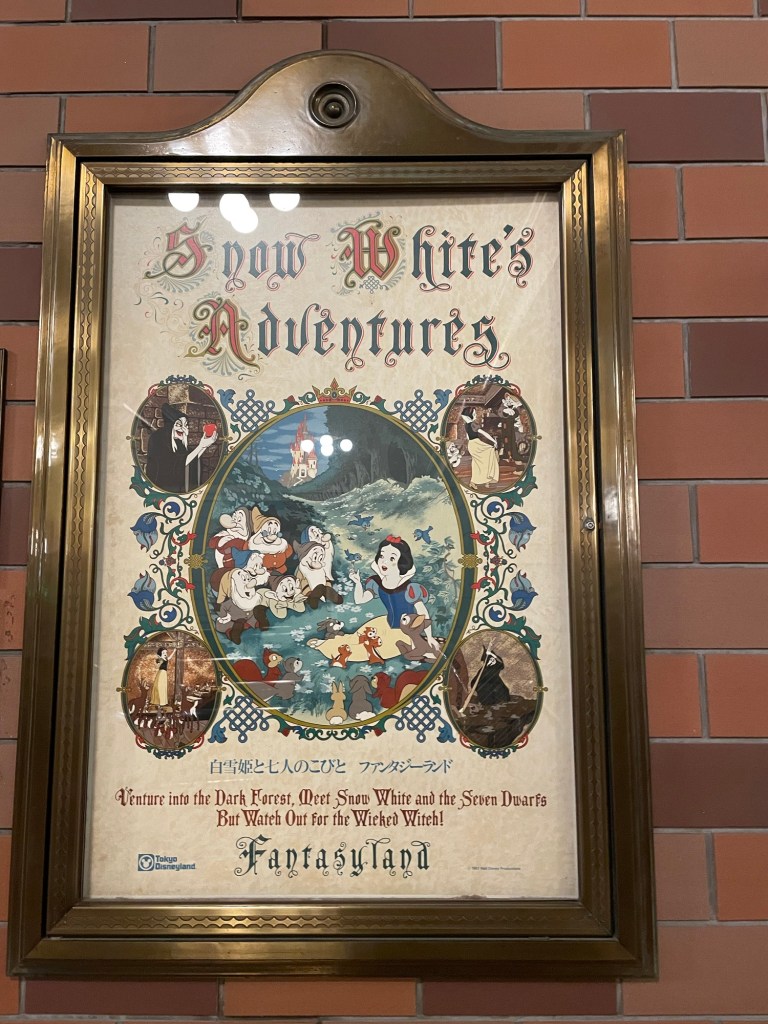 Snow White's
Adventures
白雪姫と七人のこびと ファンタジーランド
Venture into the Dark Forest, Meet Snow White and the Seven Dwarfs
But Watch Out for the Wicked Witch!
Fantasyland
Tokyo
Disneyland